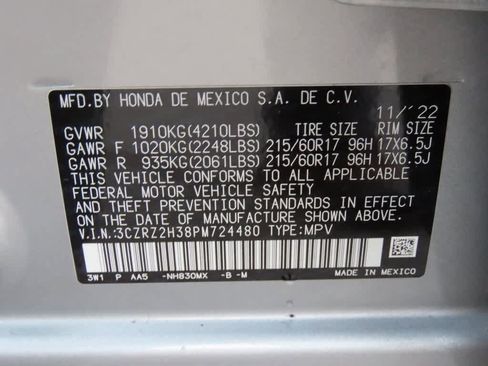 MFD.BY HONDA DE MEXICO S.A. DE C.V.
11/'22
GVWR 1910KG(4210LBS) TIRE SIZE RIM SIZE
GAWR F 1020KG(2248LBS) 215/60R17 96H 17X6.5J
GAWR R 935KG(2061LBS) 215/60R17 96H 17X6.5J
THIS VEHICLE CONFORMS TO ALL APPLICABLE
FEDERAL MOTOR VEHICLE SAFETY
AND THEFT PREVENTION STANDARDS IN EFFECT
ON THE DATE OF MANUFACTURE SHOWN ABOVE.
V.I.N.:3CZRZ2H38PM724480 TYPE:MPV
3W1 P AA5 -NH830MX -B -M MADE IN MEXICO